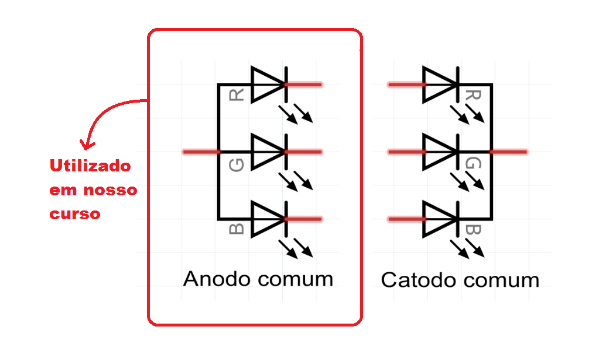 Utilizado
em nosso
curso
R
G
B
Anodo comum
R
G
B
Catodo comum